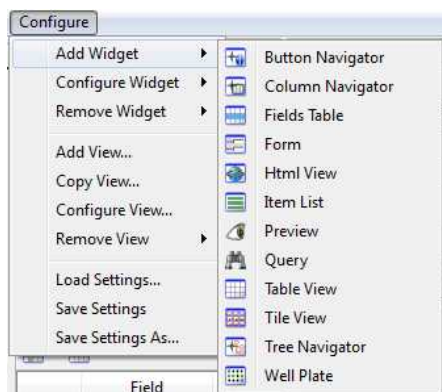 Configure
Add Widget
Configure Widget
Remove Widget
Add View...
Copy View...
Configure View...
Remove View
Load Settings...
Save Settings
Save Settings As...
Button Navigator
Column Navigator
Fields Table
Form
Html View
Item List
Preview
Query
Table View
Tile View
Tree Navigator
Well Plate
Field